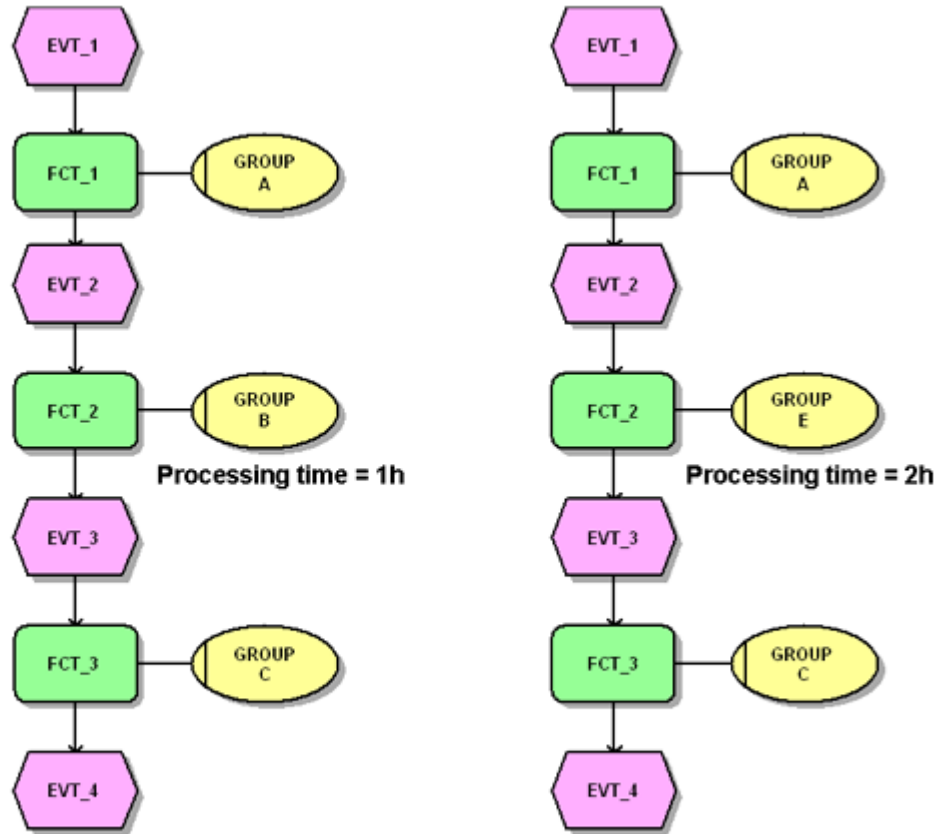 EVT_1
FCT_1
GROUP
A
EVT_2
FCT_2
GROUP
B
Processing time = 1h
EVT_3
FCT_3
GROUP
C
EVT_4
EVT_1
FCT_1
GROUP
A
EVT_2
FCT_2
GROUP
E
Processing time = 2h
EVT_3
FCT_3
GROUP
C
EVT_4